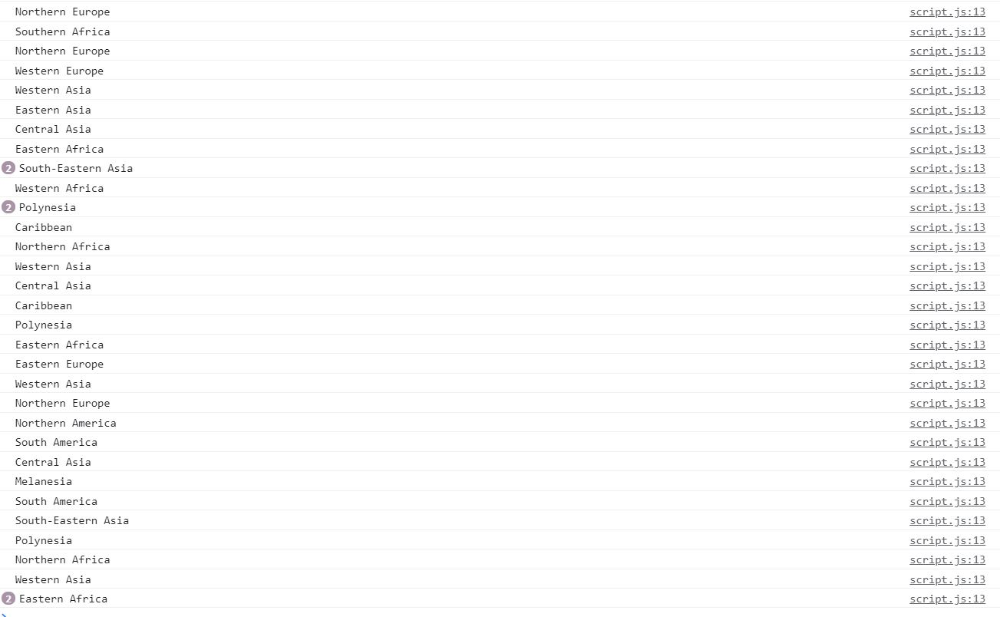 Northern Europe script.js:13
Southern Africa script.js:13
Northern Europe script.js:13
Western Europe script.js:13
Western Asia script.js:13
Eastern Asia script.js:13
Central Asia script.js:13
Eastern Africa script.js:13
2 South-Eastern Asia script.js:13
Western Africa script.js:13
2 Polynesia script.js:13
Caribbean script.js:13
Northern Africa script.js:13
Western Asia script.js:13
Central Asia script.js:13
Caribbean script.js:13
Polynesia script.js:13
Eastern Africa script.js:13
Eastern Europe script.js:13
Western Asia script.js:13
Northern Europe script.js:13
Northern America script.js:13
South America script.js:13
Central Asia script.js:13
Melanesia script.js:13
South America script.js:13
South-Eastern Asia script.js:13
Polynesia script.js:13
Northern Africa script.js:13
Western Asia script.js:13
2 Eastern Africa script.js:13